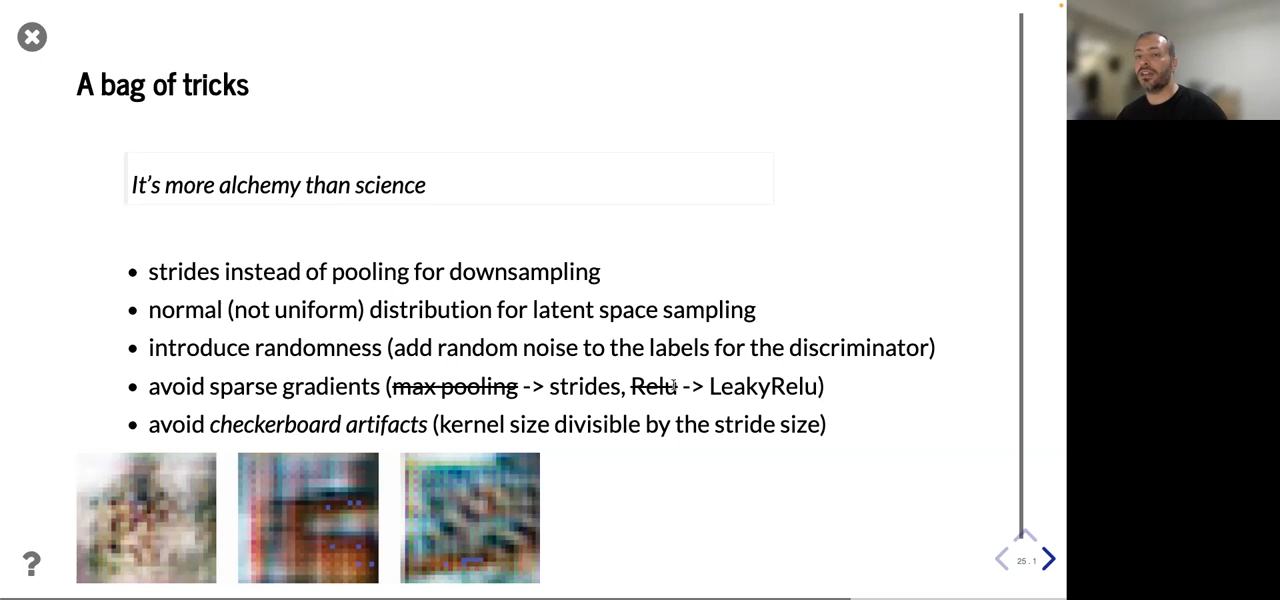 A bag of tricks
It's more alchemy than science
• strides instead of pooling for downsampling
• normal (not uniform) distribution for latent space sampling
• introduce randomness (add random noise to the labels for the discriminator)
• avoid sparse gradients (max pooling -> strides, Relu -> LeakyRelu)
• avoid checkerboard artifacts (kernel size divisible by the stride size)
?
25 . 1